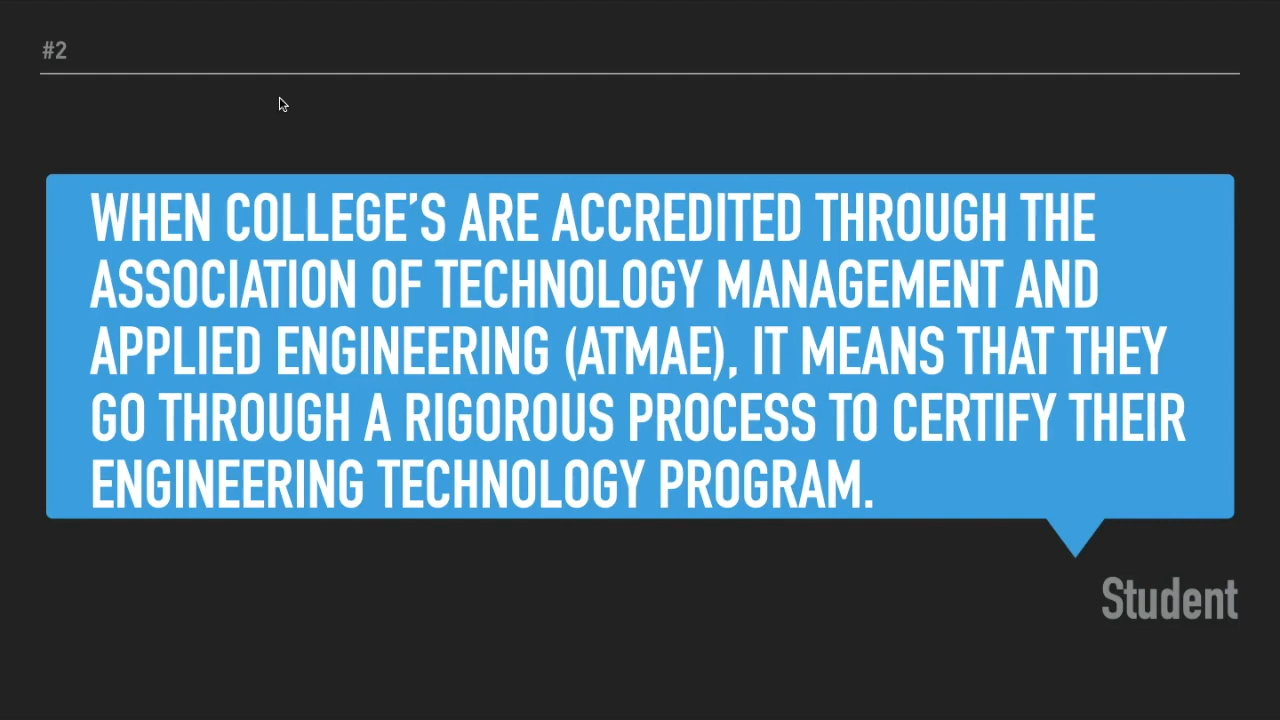 #2
WHEN COLLEGE’S ARE ACCREDITED THROUGH THE
ASSOCIATION OF TECHNOLOGY MANAGEMENT AND
APPLIED ENGINEERING (ATMAE), IT MEANS THAT THEY
GO THROUGH A RIGOROUS PROCESS TO CERTIFY THEIR
ENGINEERING TECHNOLOGY PROGRAM.
Student